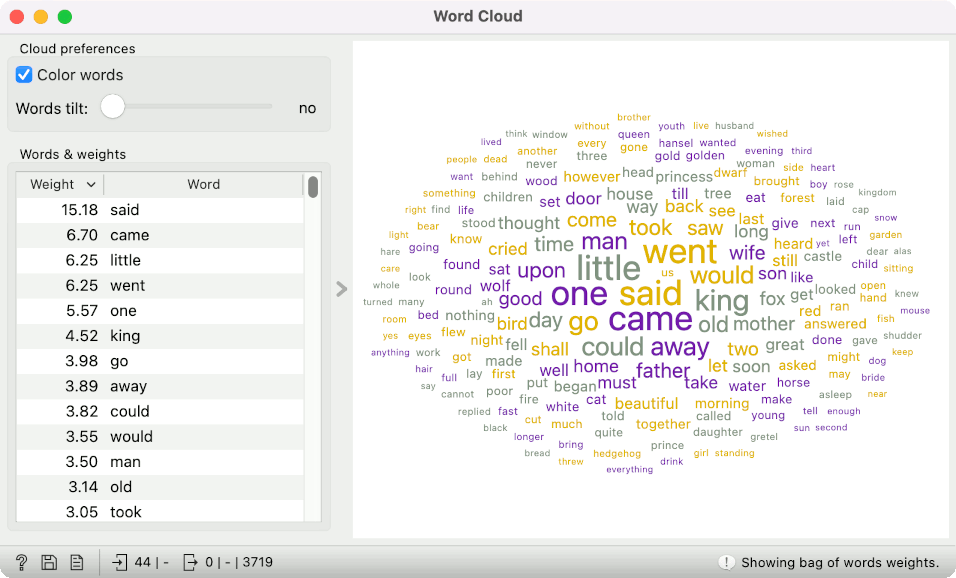 Word Cloud
Cloud preferences
Color words
Words tilt: no
Words & weights
Weight Word
15.18 said
6.70 came
6.25 little
6.25 went
5.57 one
4.52 king
3.98 go
3.89 away
3.82 could
3.55 would
3.50 man
3.14 old
3.05 took
brother
without youth live husband
think window queen wished
lived every hansel wanted
another three gone gold golden evening third
people dead never woman side heart
want behind wood however head princess dwarf brought boy rose
something children set door house till tree eat forest laid kingdom
right find life way back see cap snow
light bear stood thought come took saw last give next run
know long left garden
hare going cried time man went wife heard yet dear alas
care found sat upon little us would son still castle child sitting
whole look like
turned many round wolf good one said king fox get looked open hand knew
ah red ran mouse
room bed nothing bird day go came old mother answered fish
yes eyes flew night fell shall could away two great done gave shudder
anything work got made let soon asked might dog keep
hair full lay first well home father may bride
say cannot poor put began must take water horse near
fire asleep
replied fast white cat beautiful morning make tell enough
black cut much told together called young sun second
longer quite daughter gretel
bring prince
bread threw hedgehog drink girl standing
everything
44 | - 0 | - | 3719 Showing bag of words weights.